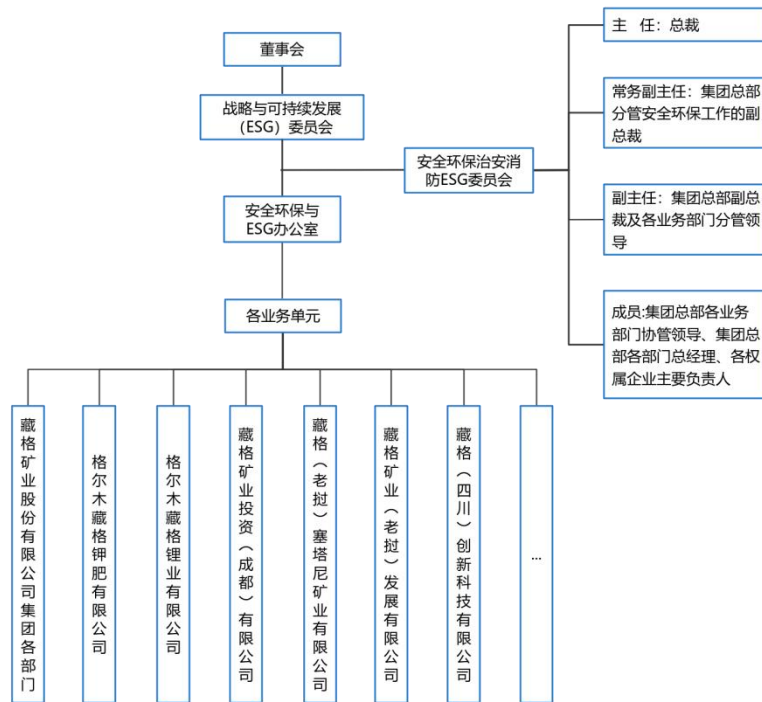 董事会
战略与可持续发展
（ESG）委员会
安全环保治安消
防ESG委员会
安全环保与
ESG办公室
各业务单元
主 任：总裁
常务副主任：集团总部
分管安全环保工作的副
总裁
副主任：集团总部副总
裁及各业务部门分管领
导
成员:集团总部各业务
部门协管领导、集团总
部各部门总经理、各权
属企业主要负责人
藏格矿业股份有限公司集团各部门
格尔木藏格钾肥有限公司
格尔木藏格锂业有限公司
藏格矿业投资（成都）有限公司
藏格（老挝）塞塔尼矿业有限公司
藏格矿业（老挝）发展有限公司
藏格（四川）创新科技有限公司
...